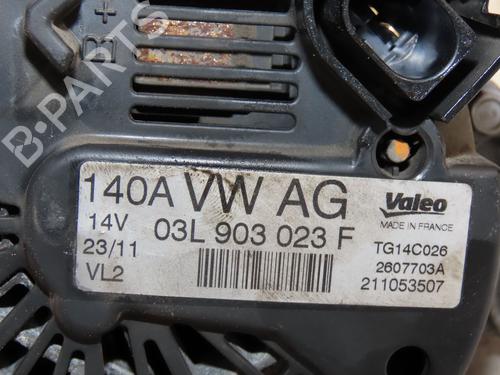 B+
B-PARTS
140A VW AG
14V 03L 903 023 F
23/11
VL2
Valeo
MADE IN FRANCE
TG14C026
2607703A
211053507